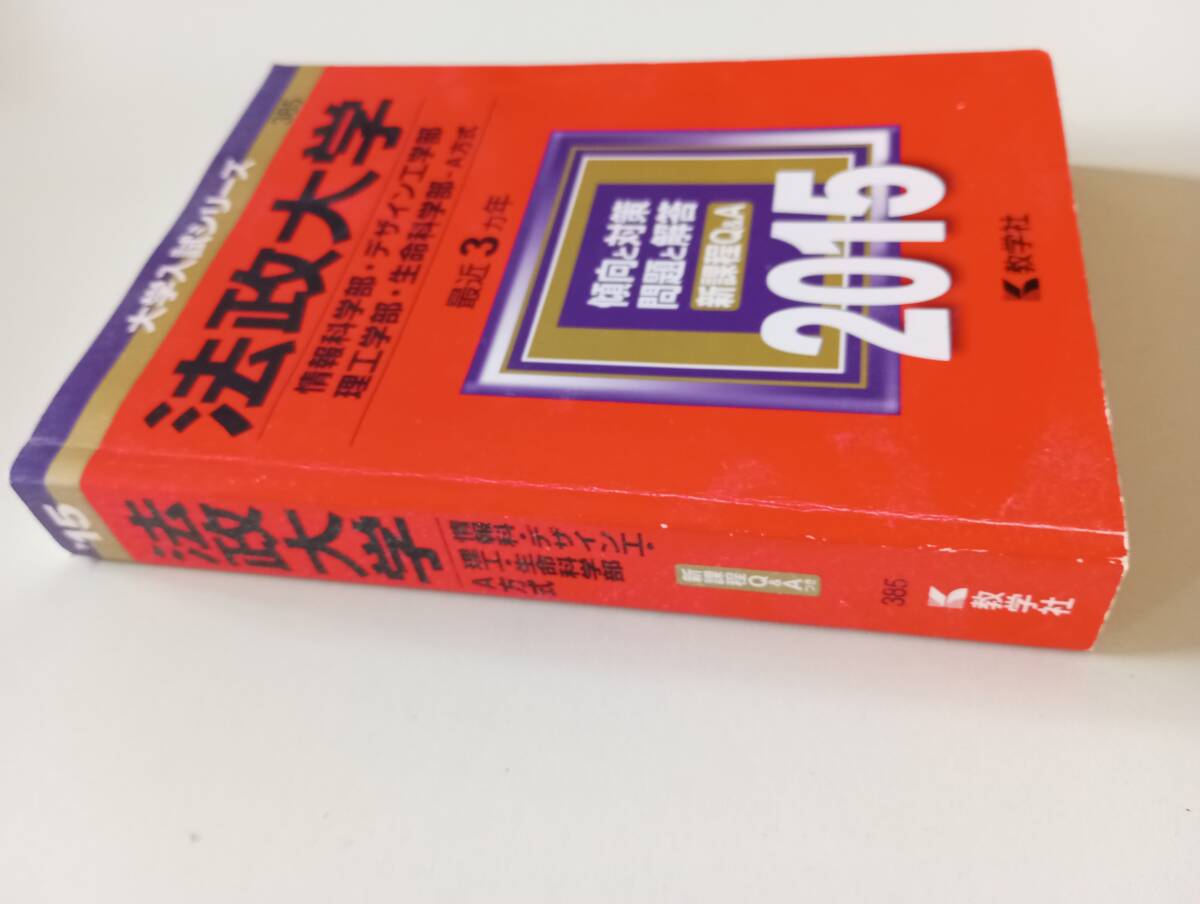 大学入試シリーズ
385
法政大学
情報科学部・デザイン工学部
理工学部・生命科学部-A方式
最近3カ年
傾向と対策
問題と解答
新課程Q&A
2015
教学社
'15
法政大学
情報科・デザイン工・
理工・生命科学部
A方式
新課程Q&Aつき
385
教学社